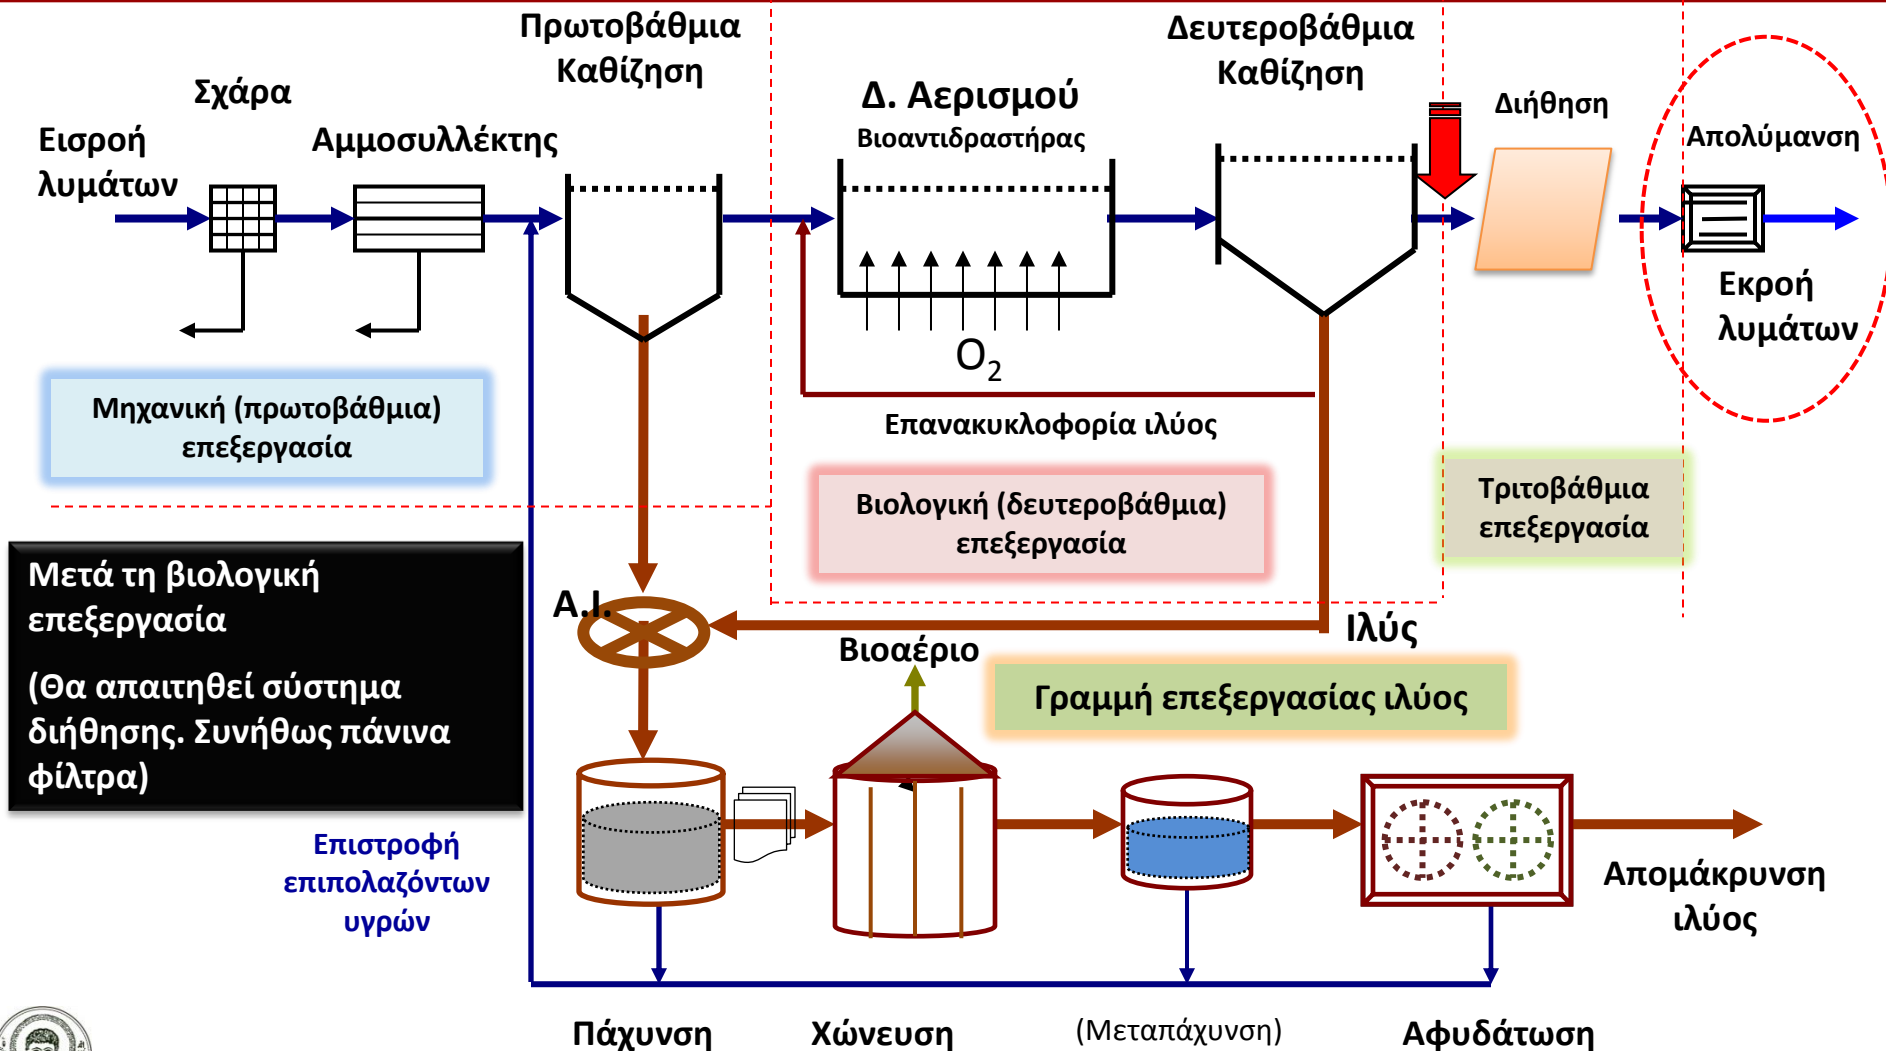 Πρωτοβάθμια
Καθίζηση
Δευτεροβάθμια
Καθίζηση
Σχάρα
Δ. Αερισμού
Βιοαντιδραστήρας
Διήθηση
Εισροή
λυμάτων
Αμμοσυλλέκτης
Απολύμανση
Εκροή
λυμάτων
O2
Μηχανική (πρωτοβάθμια)
επεξεργασία
Επανακυκλοφορία ιλύος
Βιολογική (δευτεροβάθμια)
επεξεργασία
Τριτοβάθμια
επεξεργασία
Μετά τη βιολογική
επεξεργασία
(Θα απαιτηθεί σύστημα
διήθησης. Συνήθως πάνινα
φίλτρα)
Α.Ι.
Ιλύς
Βιοαέριο
Γραμμή επεξεργασίας ιλύος
Επιστροφή
επιπολαζόντων
υγρών
Απομάκρυνση
ιλύος
Πάχυνση
Χώνευση
(Μεταπάχυνση)
Αφυδάτωση